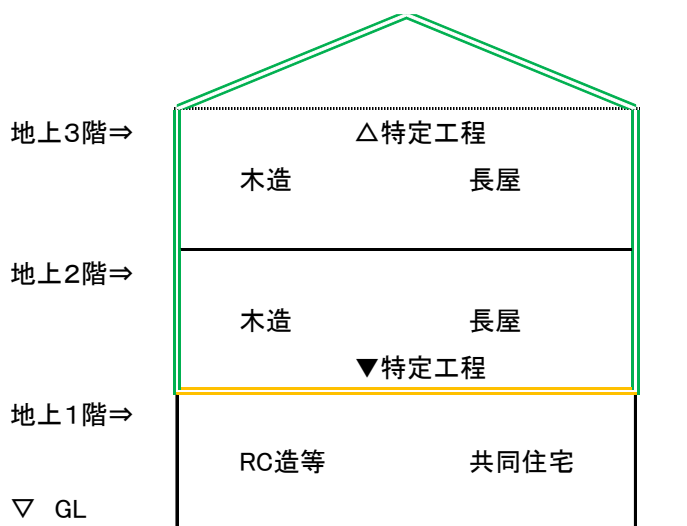 地上3階⇒
△特定工程
木造 長屋
地上2階⇒
木造 長屋
▼特定工程
地上1階⇒
RC造等 共同住宅
▽ GL